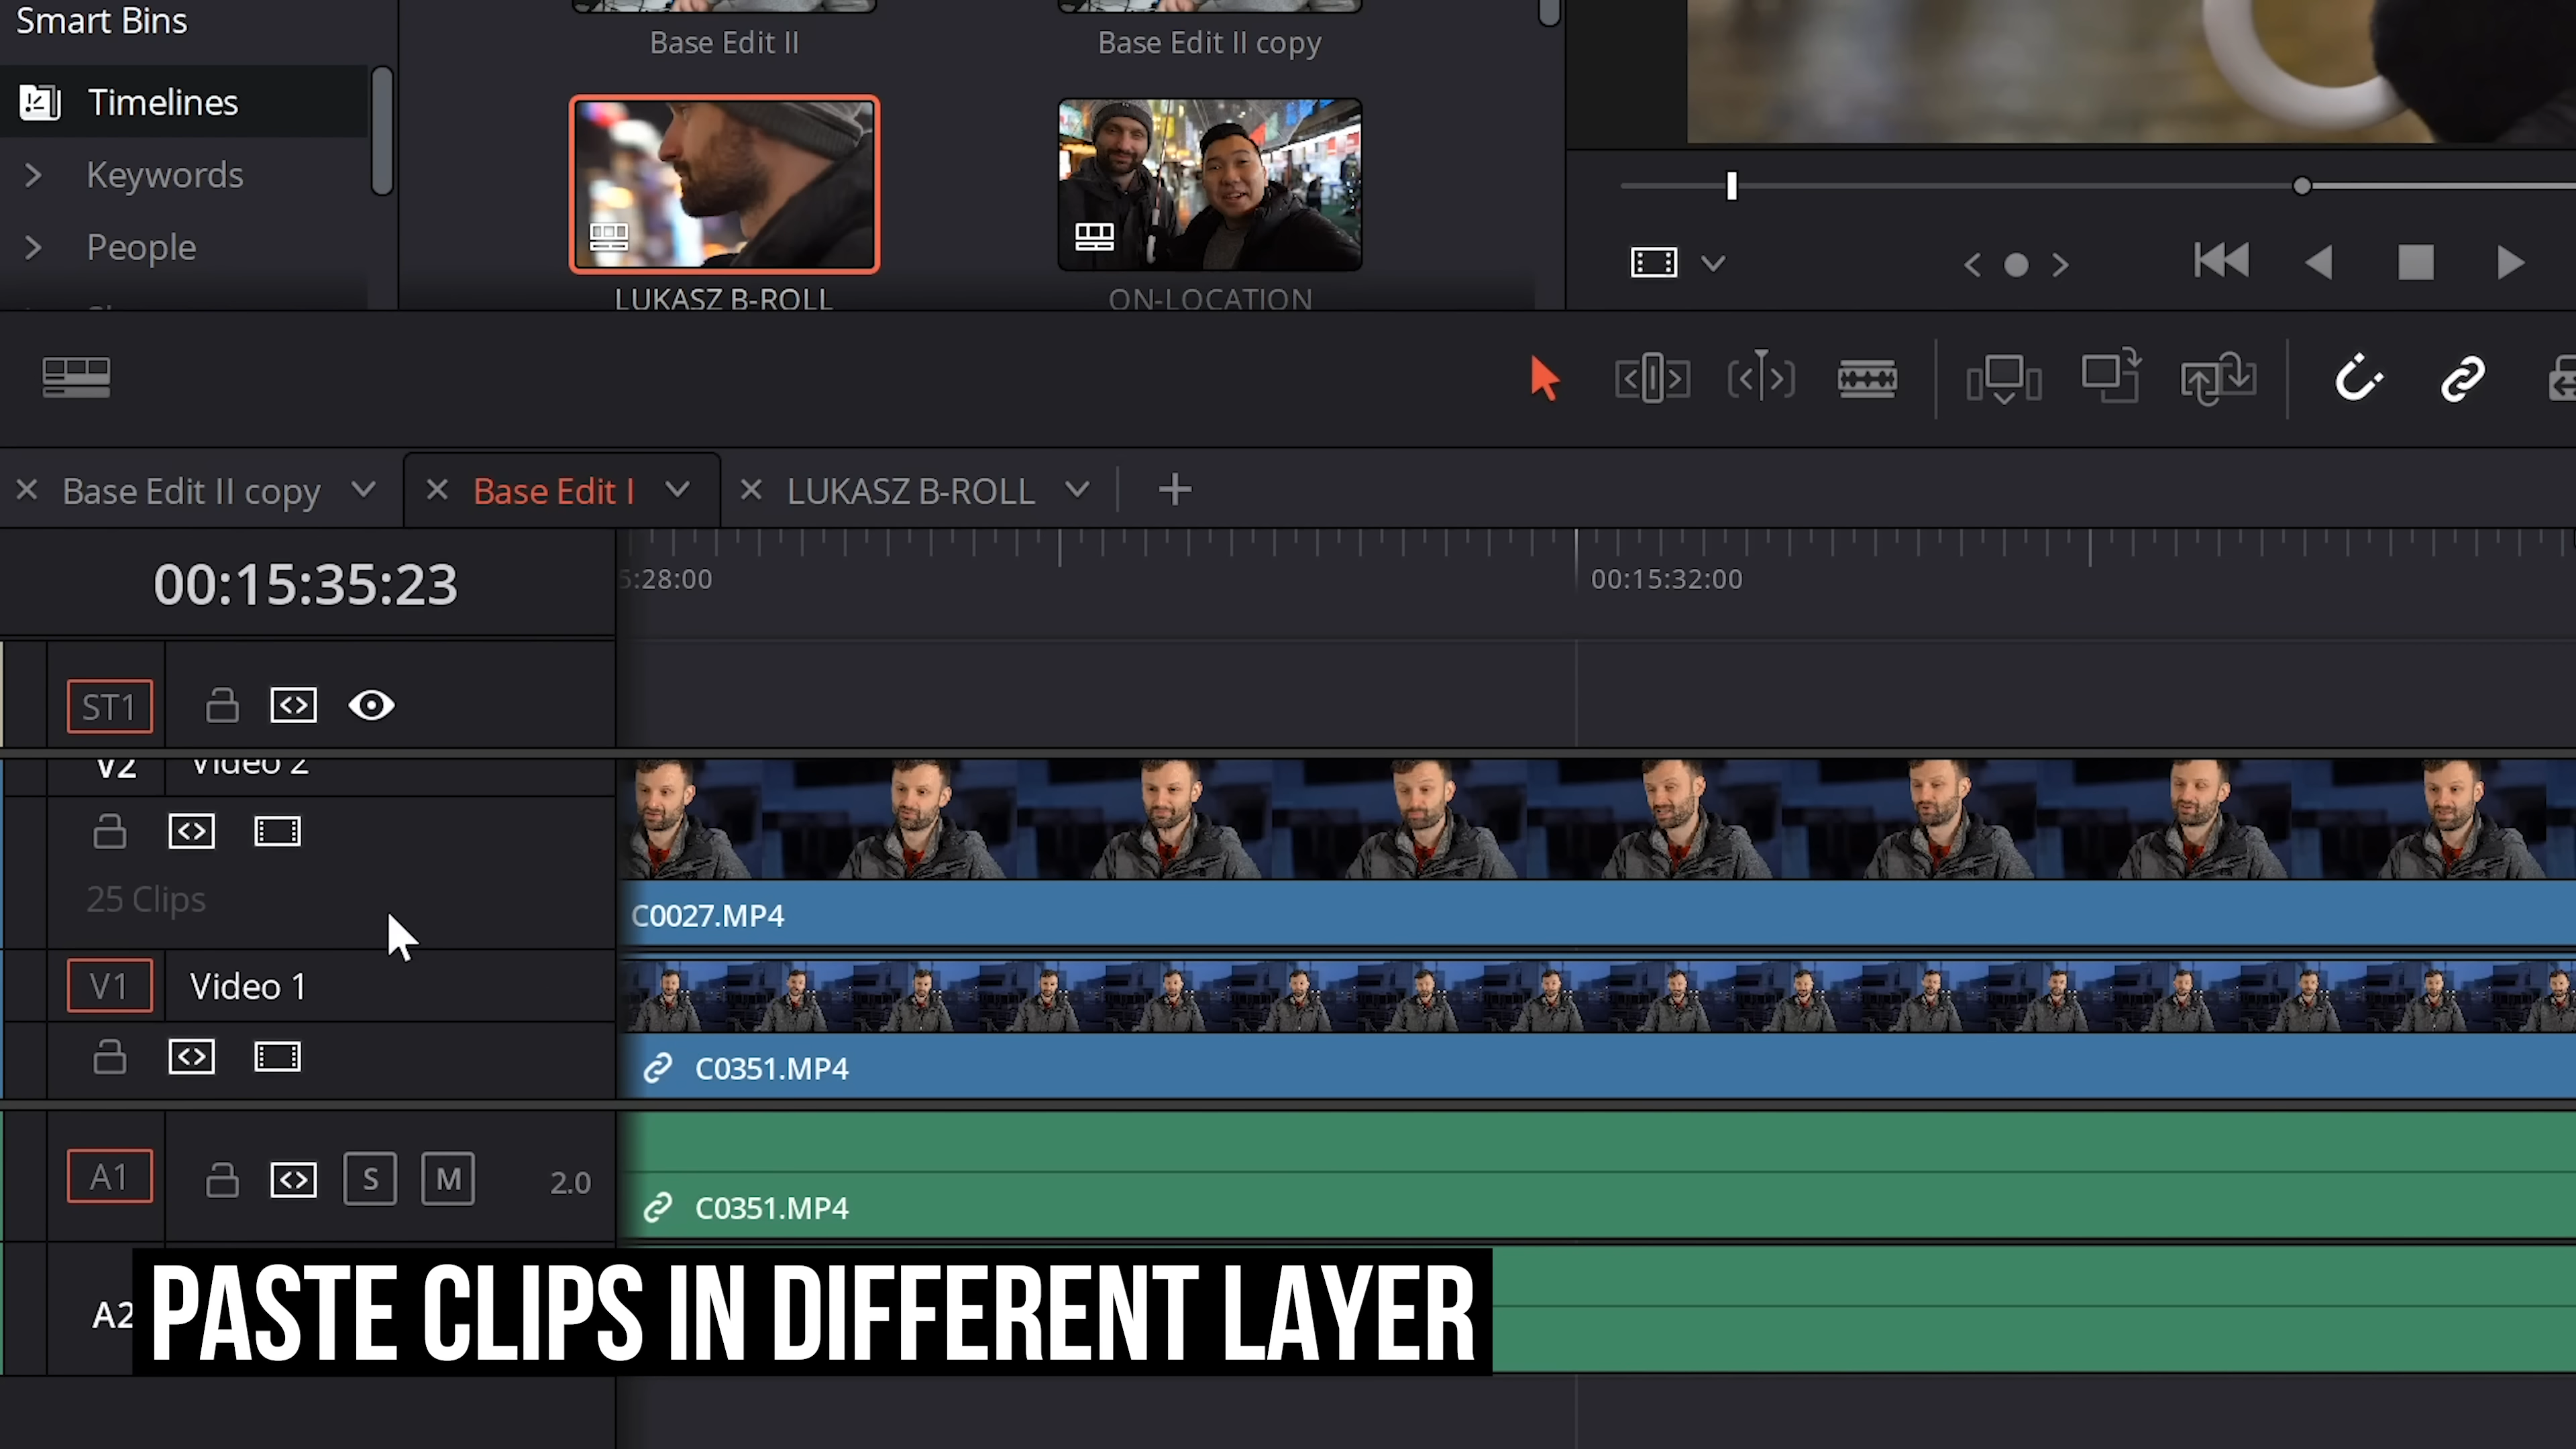 Smart Bins
Base Edit II
Base Edit II copy
Timelines
Keywords
People
LUKASZ B-ROLL
ON-LOCATION
Base Edit II copy
Base Edit I
LUKASZ B-ROLL
00:15:35:23
5:28:00
00:15:32:00
ST1
V2
Video 2
25 Clips
C0027.MP4
V1
Video 1
C0351.MP4
A1
S
M
2.0
C0351.MP4
A2
PASTE CLIPS IN DIFFERENT LAYER